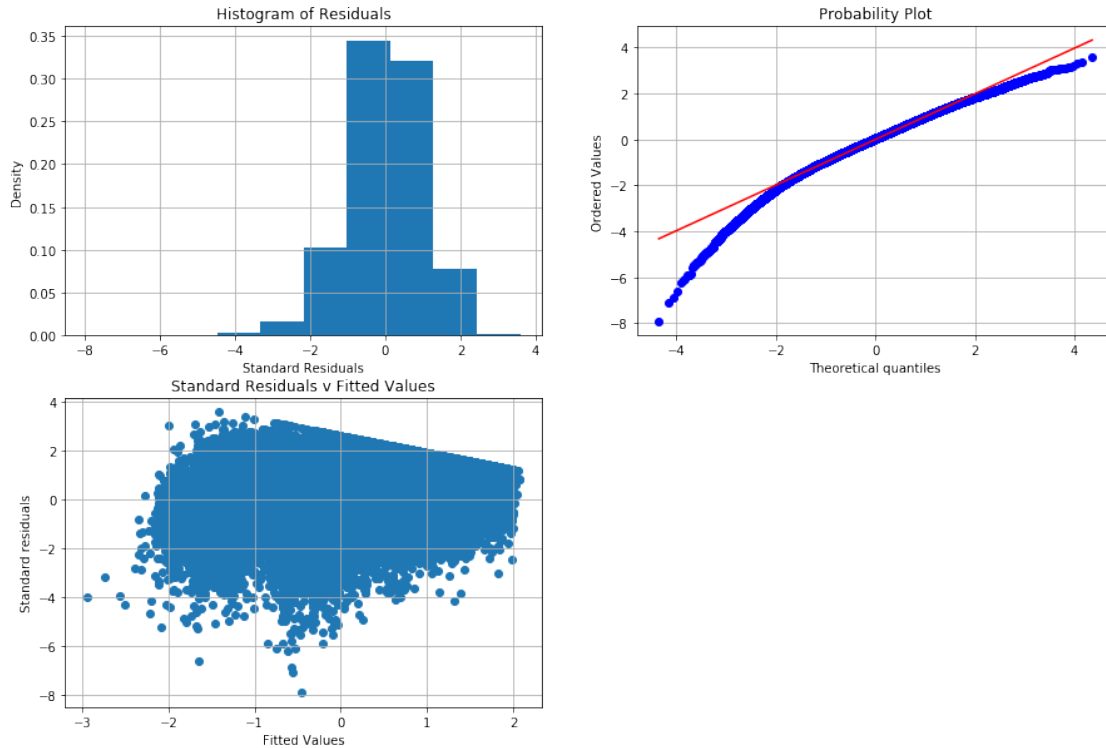 Histogram of Residuals
0.35
0.30
0.25
0.20
0.15
0.10
0.05
0.00
Density
−8 −6 −4 −2 0 2 4
Standard Residuals
Probability Plot
4
2
0
−2
−4
−6
−8
Ordered Values
−4 −2 0 2 4
Theoretical quantiles
Standard Residuals v Fitted Values
4
2
0
−2
−4
−6
−8
Standard residuals
−3 −2 −1 0 1 2
Fitted Values